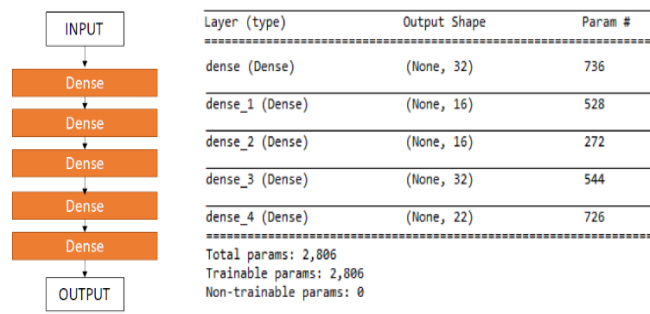 INPUT
Dense
Dense
Dense
Dense
Dense
OUTPUT
Layer (type) Output Shape Param #
=================================================================
dense (Dense) (None, 32) 736
dense_1 (Dense) (None, 16) 528
dense_2 (Dense) (None, 16) 272
dense_3 (Dense) (None, 32) 544
dense_4 (Dense) (None, 22) 726
=================================================================
Total params: 2,806
Trainable params: 2,806
Non-trainable params: 0